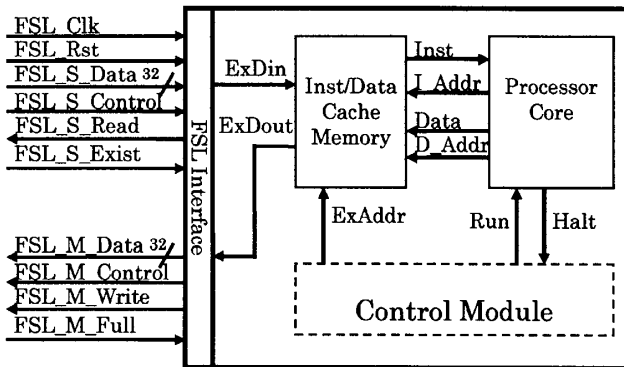 FSL_Clk
FSL_Rst
FSL_S_Data 32
FSL_S_Control
FSL_S_Read
FSL_S_Exist
FSL_M_Data 32
FSL_M_Control
FSL_M_Write
FSL_M_Full
FSL Interface
ExDin
ExDout
Inst/Data
Cache
Memory
Inst
I_Addr
Data
D_Addr
Processor
Core
ExAddr
Run
Halt
Control Module